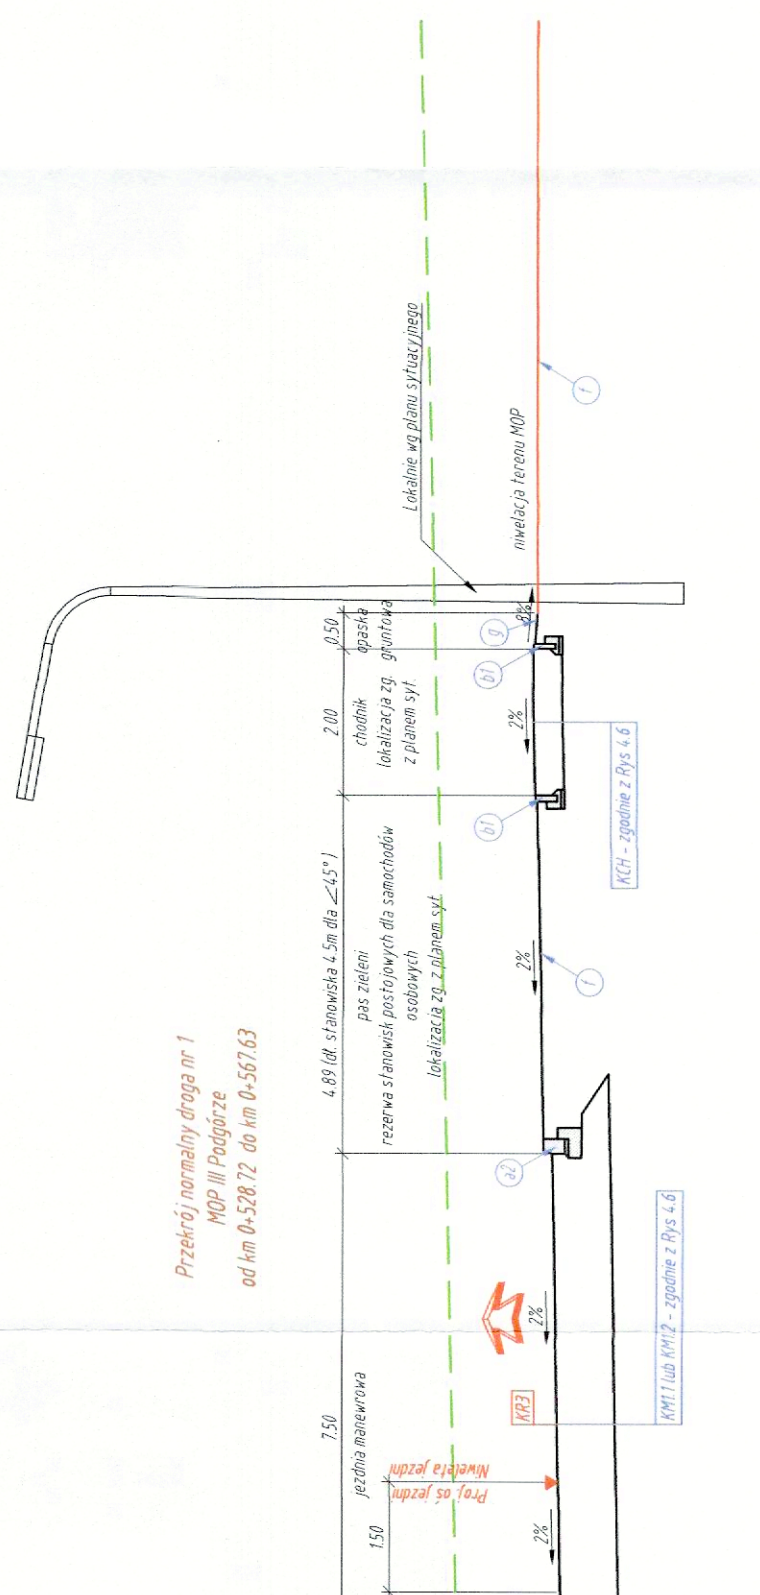 Przekrój normalny droga nr 1
MOP III Podgórze
od km 0+528.72 do km 0+567.63
7.50
4.89 (dł. stanowiska 4.5m dla ∠45°)
2.00
0.50
jezdnia manewrowa
pas zieleni
rezerwa stanowisk postojowych dla samochodów
osobowych
lokalizacja zg. z planem syt.
chodnik
lokalizacja zg.
z planem syt.
opaska
gruntowa
1.50
Proj. oś jezdni
Niweleta jezdni
Lokalnie wg planu sytuacyjnego
niwelacja terenu MOP
2%
2%
2%
2%
8%
KR3
a2
f
b1
b1
g
f
KM1.1 lub KM1.2 - zgodnie z Rys 4.6
KCH - zgodnie z Rys 4.6